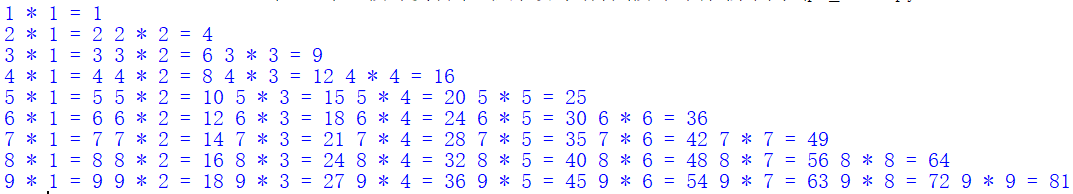 1 * 1 = 1
2 * 1 = 2 2 * 2 = 4
3 * 1 = 3 3 * 2 = 6 3 * 3 = 9
4 * 1 = 4 4 * 2 = 8 4 * 3 = 12 4 * 4 = 16
5 * 1 = 5 5 * 2 = 10 5 * 3 = 15 5 * 4 = 20 5 * 5 = 25
6 * 1 = 6 6 * 2 = 12 6 * 3 = 18 6 * 4 = 24 6 * 5 = 30 6 * 6 = 36
7 * 1 = 7 7 * 2 = 14 7 * 3 = 21 7 * 4 = 28 7 * 5 = 35 7 * 6 = 42 7 * 7 = 49
8 * 1 = 8 8 * 2 = 16 8 * 3 = 24 8 * 4 = 32 8 * 5 = 40 8 * 6 = 48 8 * 7 = 56 8 * 8 = 64
9 * 1 = 9 9 * 2 = 18 9 * 3 = 27 9 * 4 = 36 9 * 5 = 45 9 * 6 = 54 9 * 7 = 63 9 * 8 = 72 9 * 9 = 81